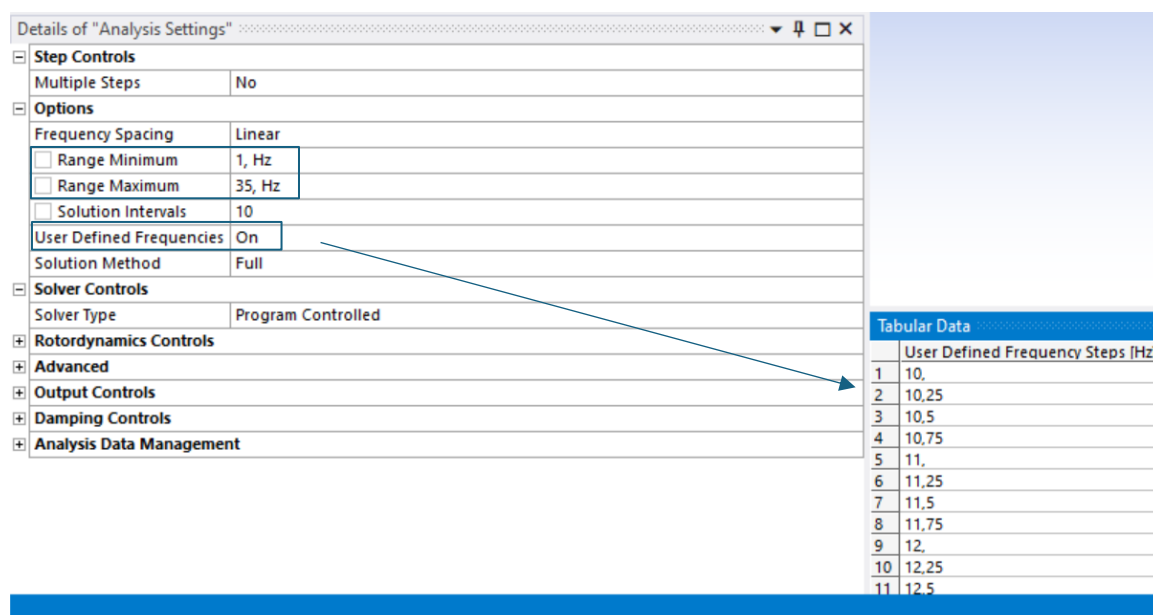 Details of "Analysis Settings"
Step Controls
Multiple Steps No
Options
Frequency Spacing Linear
Range Minimum 1, Hz
Range Maximum 35, Hz
Solution Intervals 10
User Defined Frequencies On
Solution Method Full
Solver Controls
Solver Type Program Controlled
Rotordynamics Controls
Advanced
Output Controls
Damping Controls
Analysis Data Management
Tabular Data
User Defined Frequency Steps [Hz
1 10,
2 10,25
3 10,5
4 10,75
5 11,
6 11,25
7 11,5
8 11,75
9 12,
10 12,25
11 12,5